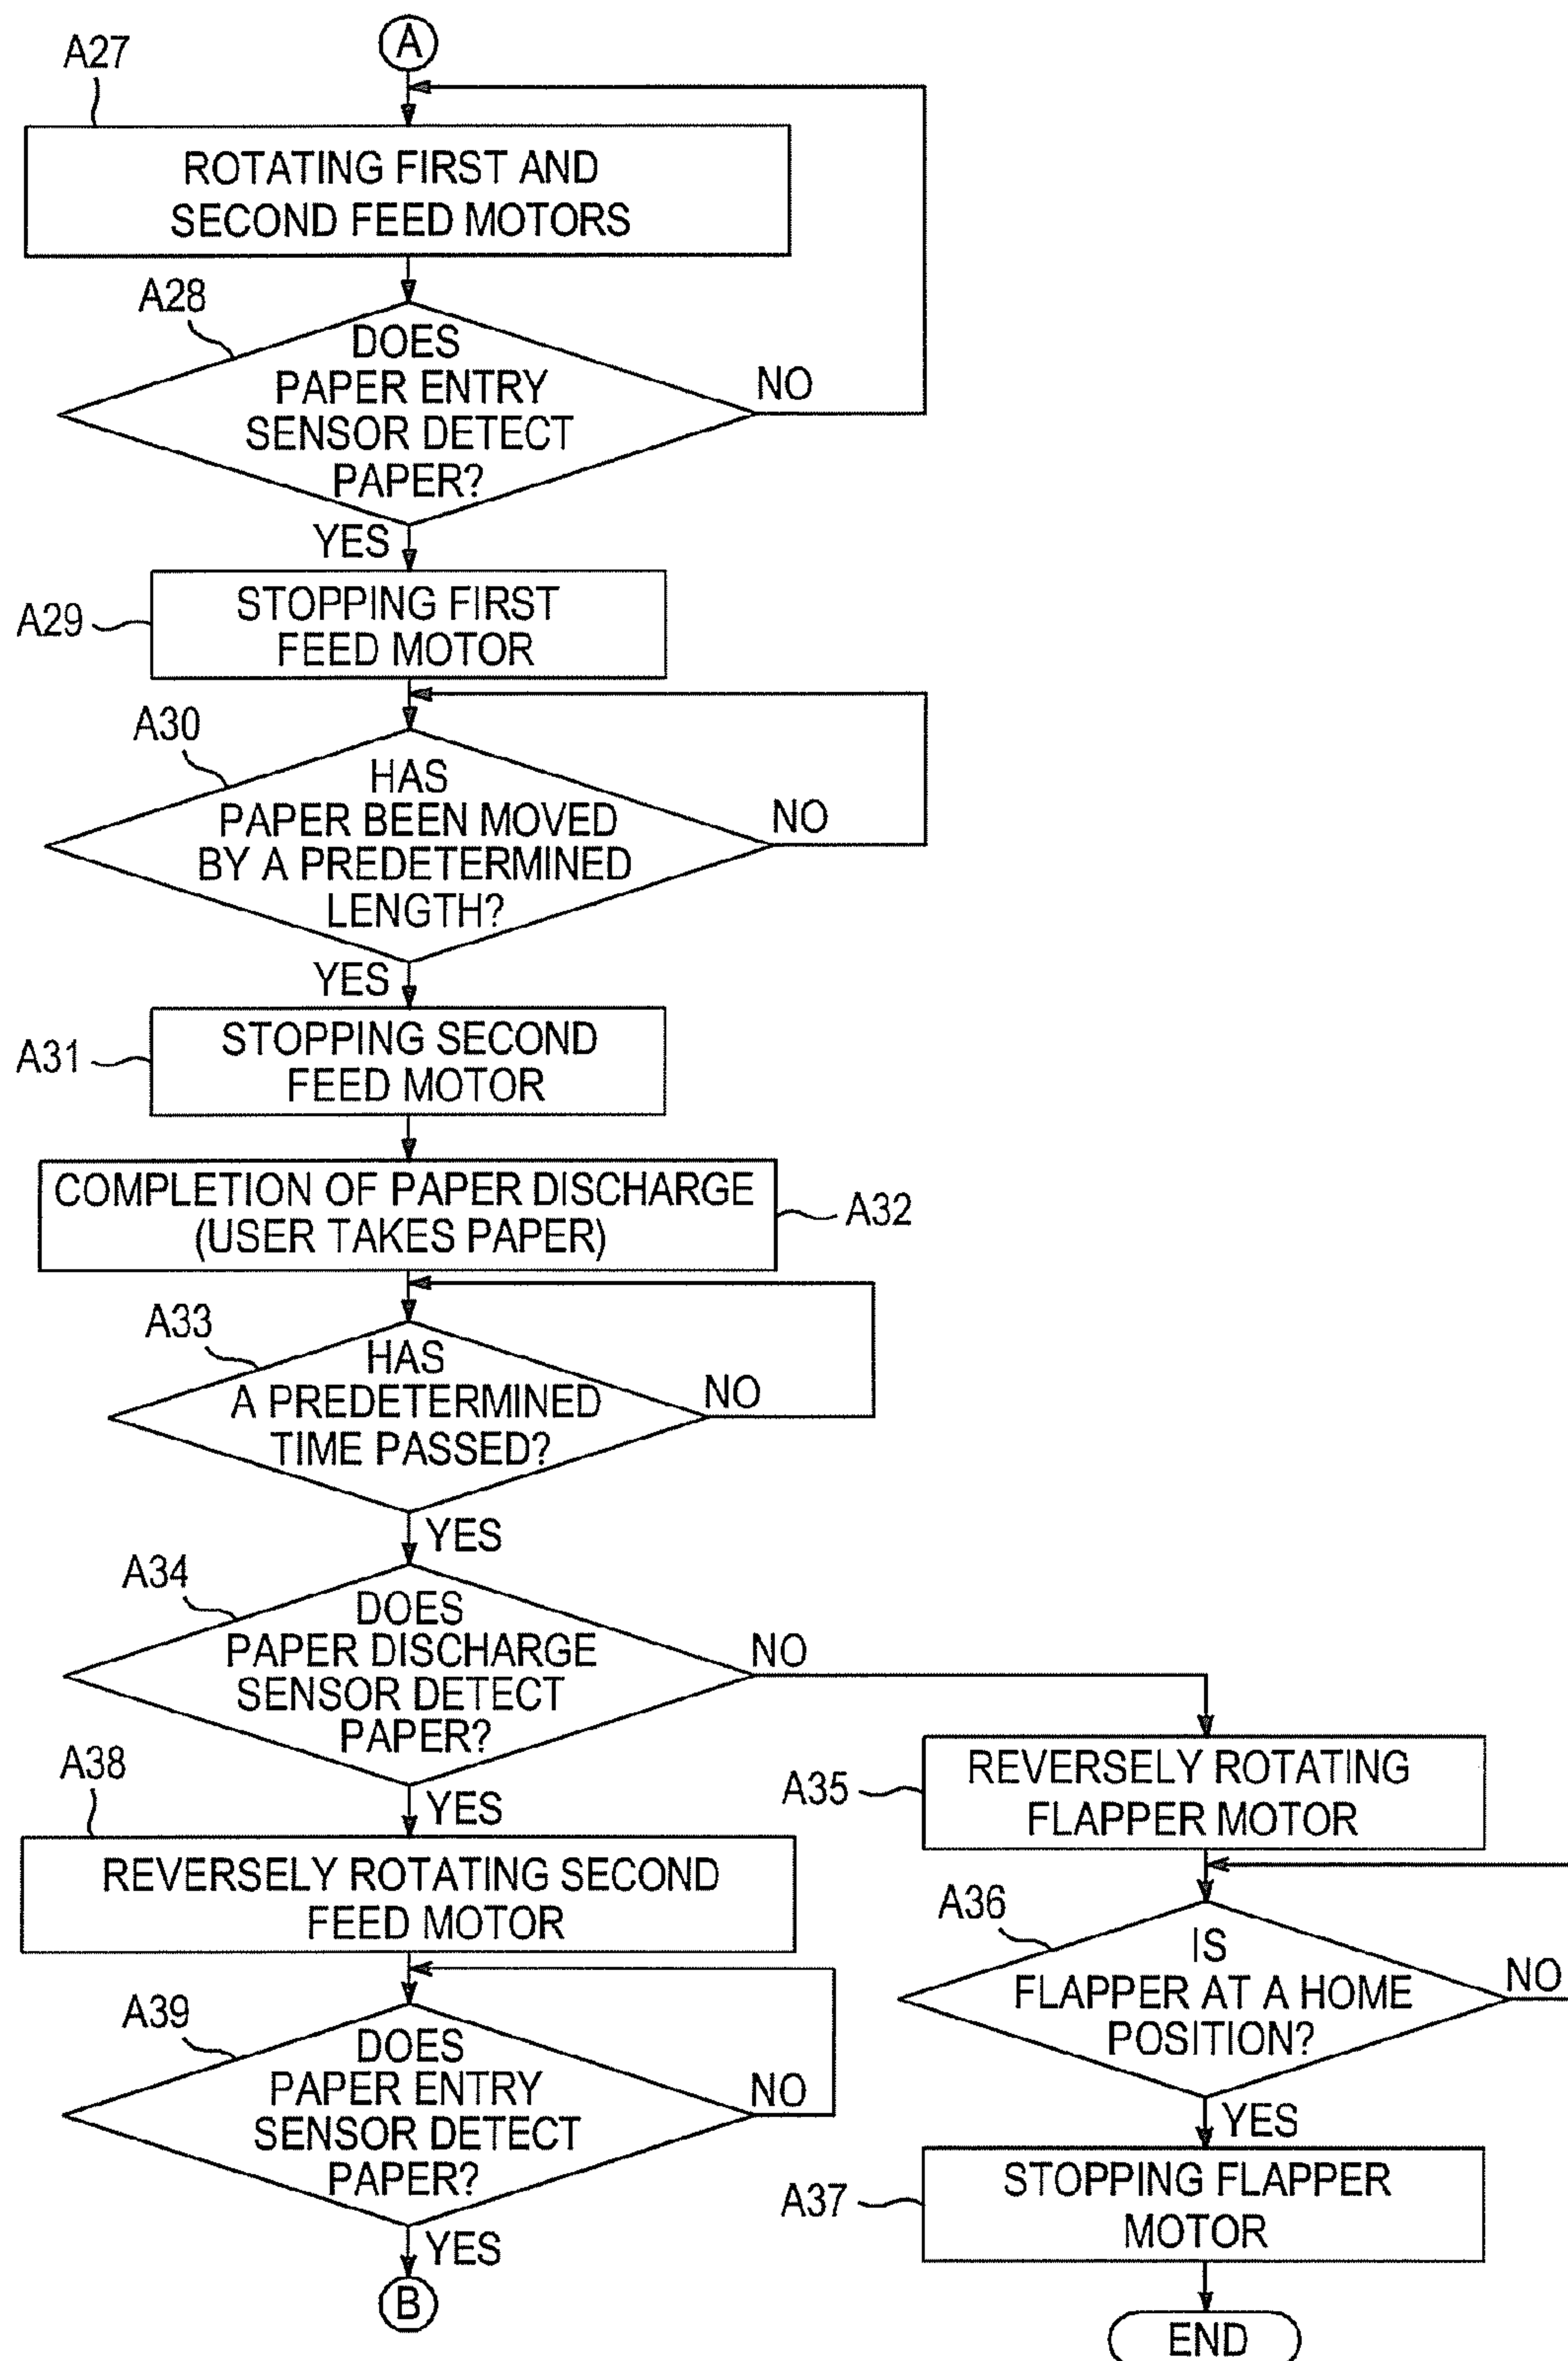 A
A27
ROTATING FIRST AND
SECOND FEED MOTORS
A28
DOES
PAPER ENTRY
SENSOR DETECT
PAPER?
NO
YES
A29
STOPPING FIRST
FEED MOTOR
A30
HAS
PAPER BEEN MOVED
BY A PREDETERMINED
LENGTH?
NO
YES
A31
STOPPING SECOND
FEED MOTOR
COMPLETION OF PAPER DISCHARGE
(USER TAKES PAPER)
A32
A33
HAS
A PREDETERMINED
TIME PASSED?
NO
YES
A34
DOES
PAPER DISCHARGE
SENSOR DETECT
PAPER?
NO
YES
A38
REVERSELY ROTATING SECOND
FEED MOTOR
A39
DOES
PAPER ENTRY
SENSOR DETECT
PAPER?
NO
YES
B
A35
REVERSELY ROTATING
FLAPPER MOTOR
A36
IS
FLAPPER AT A HOME
POSITION?
NO
YES
A37
STOPPING FLAPPER
MOTOR
END